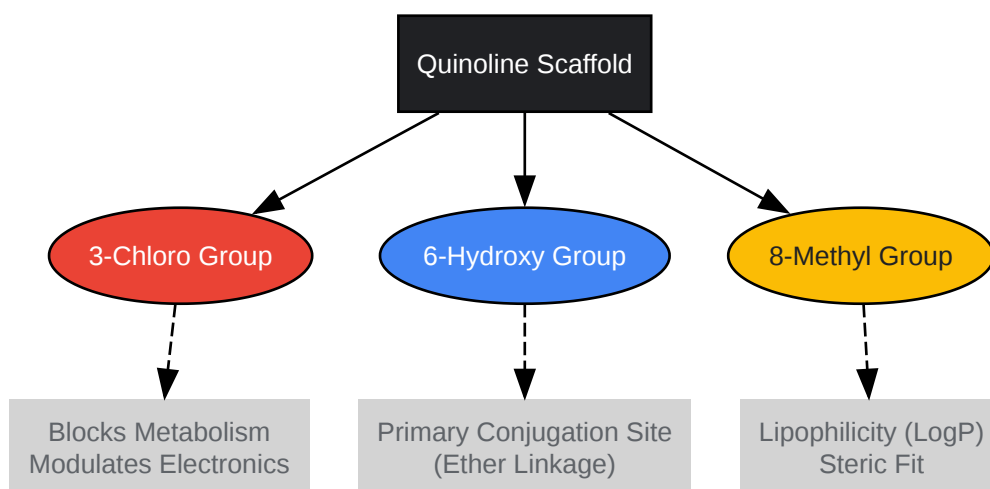 Quinoline Scaffold
3-Chloro Group
6-Hydroxy Group
8-Methyl Group
Blocks Metabolism
Modulates Electronics
Primary Conjugation Site
(Ether Linkage)
Lipophilicity (LogP)
Steric Fit